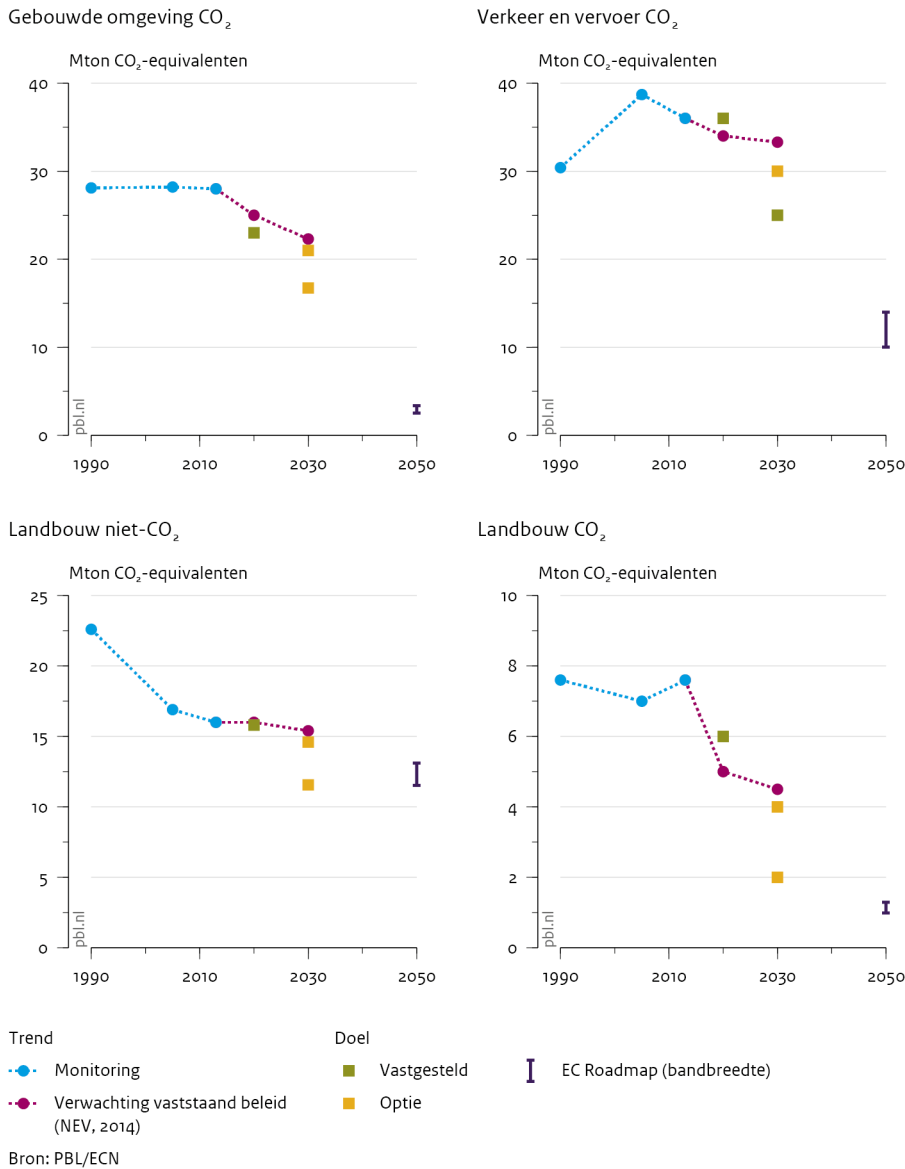 Gebouwde omgeving CO₂
Mton CO₂-equivalenten
40
30
20
10
0
pbl.nl
1990 2010 2030 2050
Verkeer en vervoer CO₂
Mton CO₂-equivalenten
40
30
20
10
0
pbl.nl
1990 2010 2030 2050
Landbouw niet-CO₂
Mton CO₂-equivalenten
25
20
15
10
5
0
pbl.nl
1990 2010 2030 2050
Landbouw CO₂
Mton CO₂-equivalenten
10
8
6
4
2
0
pbl.nl
1990 2010 2030 2050
Trend
Monitoring
Verwachting vaststaand beleid
(NEV, 2014)
Doel
Vastgesteld
Optie
EC Roadmap (bandbreedte)
Bron: PBL/ECN